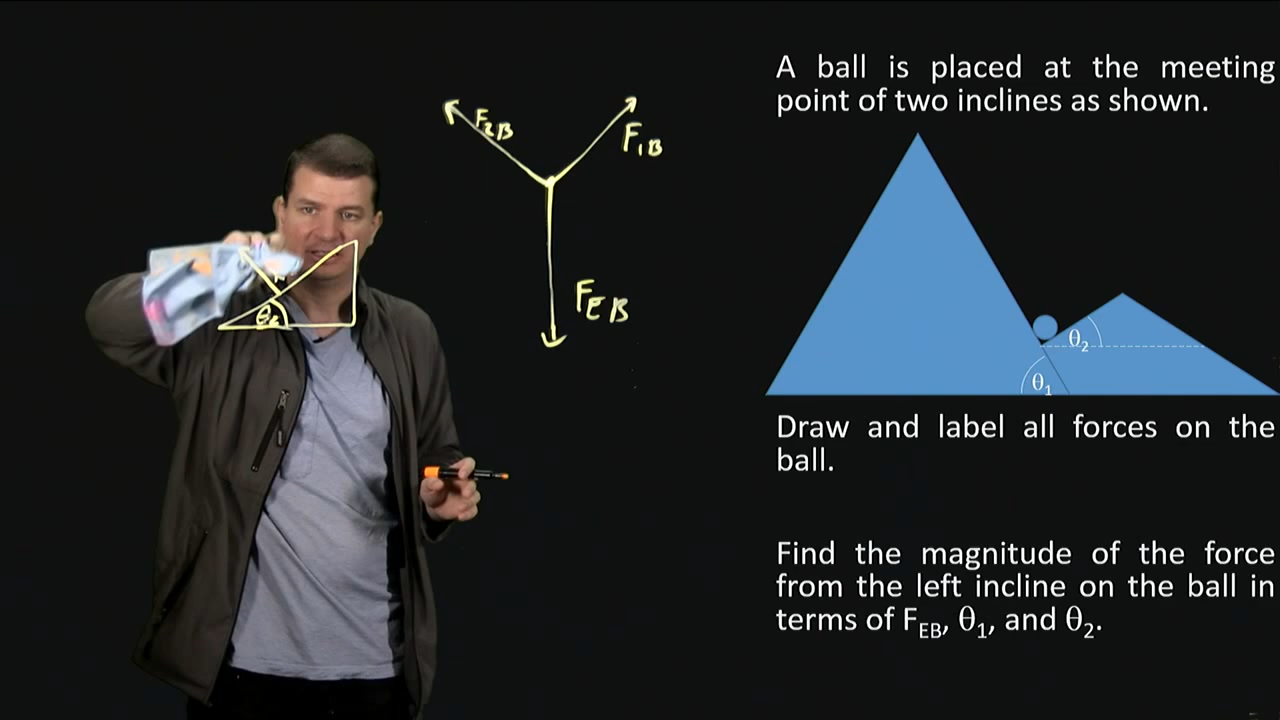 F2B
F1B
θ2
FEB
A ball is placed at the meeting
point of two inclines as shown.
θ2
θ1
Draw and label all forces on the
ball.
Find the magnitude of the force
from the left incline on the ball in
terms of FEB, θ1, and θ2.